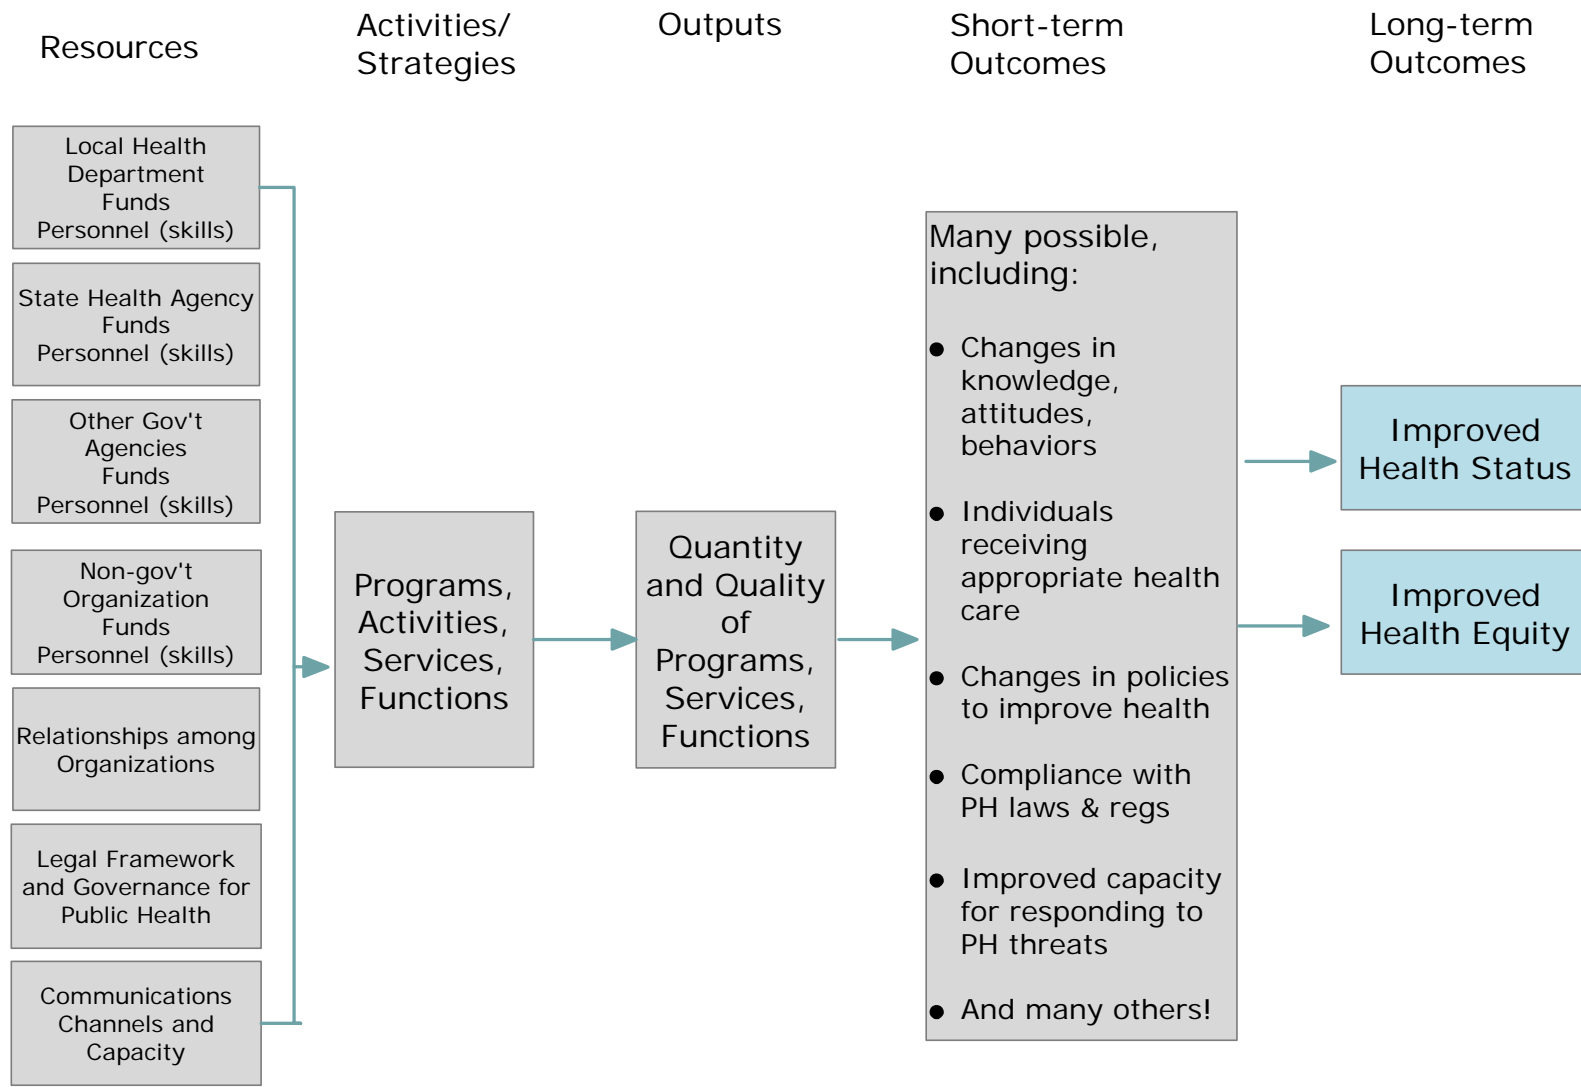 Resources
Activities/
Strategies
Outputs
Short-term
Outcomes
Long-term
Outcomes
Local Health
Department
Funds
Personnel (skills)
State Health Agency
Funds
Personnel (skills)
Other Gov't
Agencies
Funds
Personnel (skills)
Non-gov't
Organization
Funds
Personnel (skills)
Relationships among
Organizations
Legal Framework
and Governance for
Public Health
Communications
Channels and
Capacity
Programs,
Activities,
Services,
Functions
Quantity
and Quality
of
Programs,
Services,
Functions
Many possible,
including:
● Changes in
knowledge,
attitudes,
behaviors
● Individuals
receiving
appropriate health
care
● Changes in policies
to improve health
● Compliance with
PH laws & regs
● Improved capacity
for responding to
PH threats
● And many others!
Improved
Health Status
Improved
Health Equity